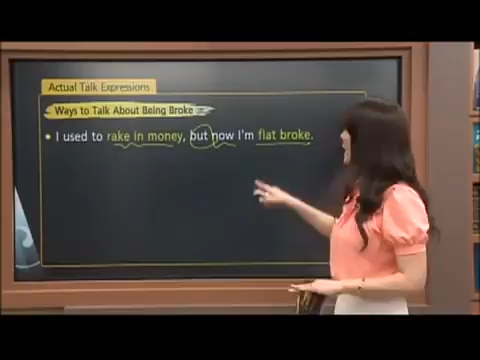 Actual Talk Expressions
Ways to Talk About Being Broke
• I used to rake in money, but now I'm flat broke.